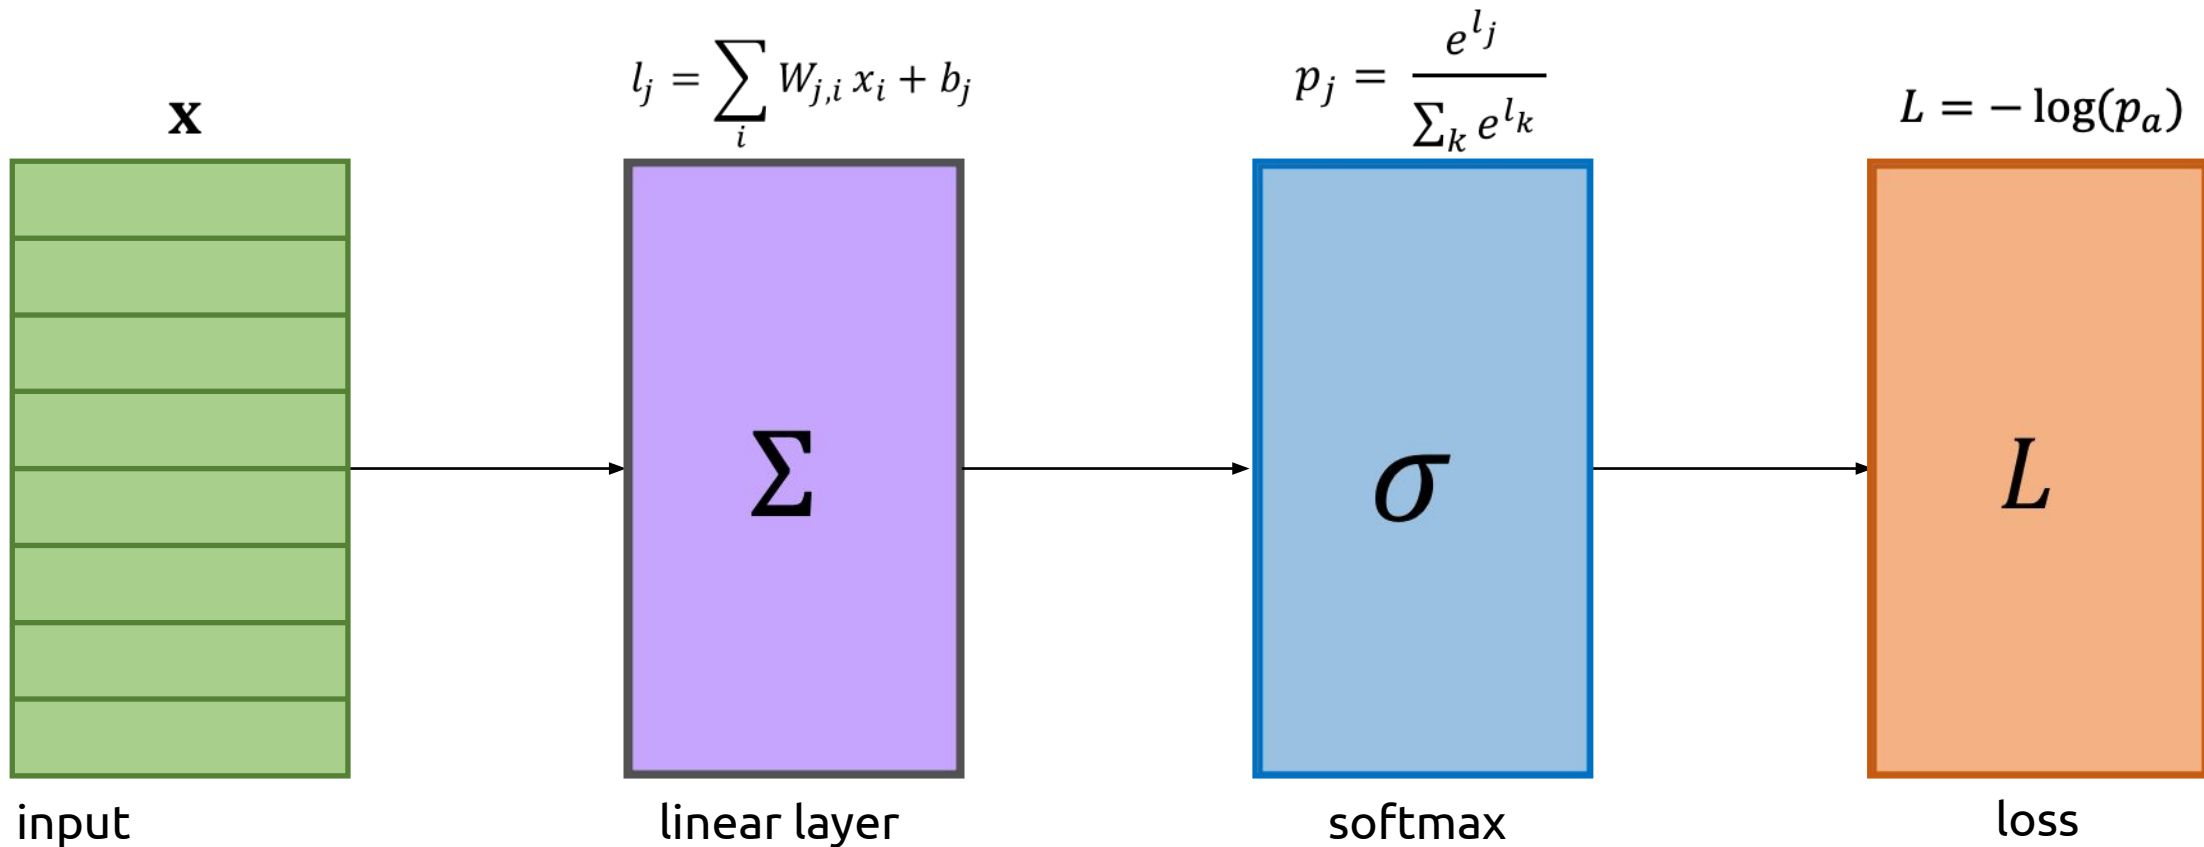 x
l_j = ∑_i W_{j,i} x_i + b_j
p_j = e^{l_j} / ∑_k e^{l_k}
L = − log(p_a)
Σ
σ
L
input
linear layer
softmax
loss